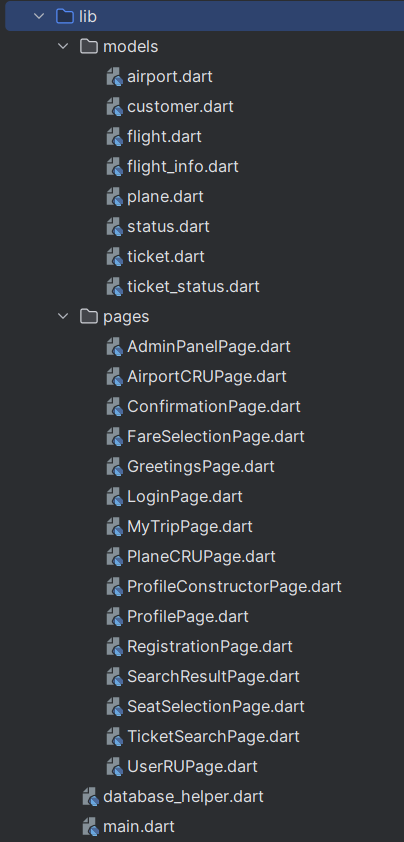 lib
models
airport.dart
customer.dart
flight.dart
flight_info.dart
plane.dart
status.dart
ticket.dart
ticket_status.dart
pages
AdminPanelPage.dart
AirportCRUPage.dart
ConfirmationPage.dart
FareSelectionPage.dart
GreetingsPage.dart
LoginPage.dart
MyTripPage.dart
PlaneCRUPage.dart
ProfileConstructorPage.dart
ProfilePage.dart
RegistrationPage.dart
SearchResultPage.dart
SeatSelectionPage.dart
TicketSearchPage.dart
UserRUPage.dart
database_helper.dart
main.dart